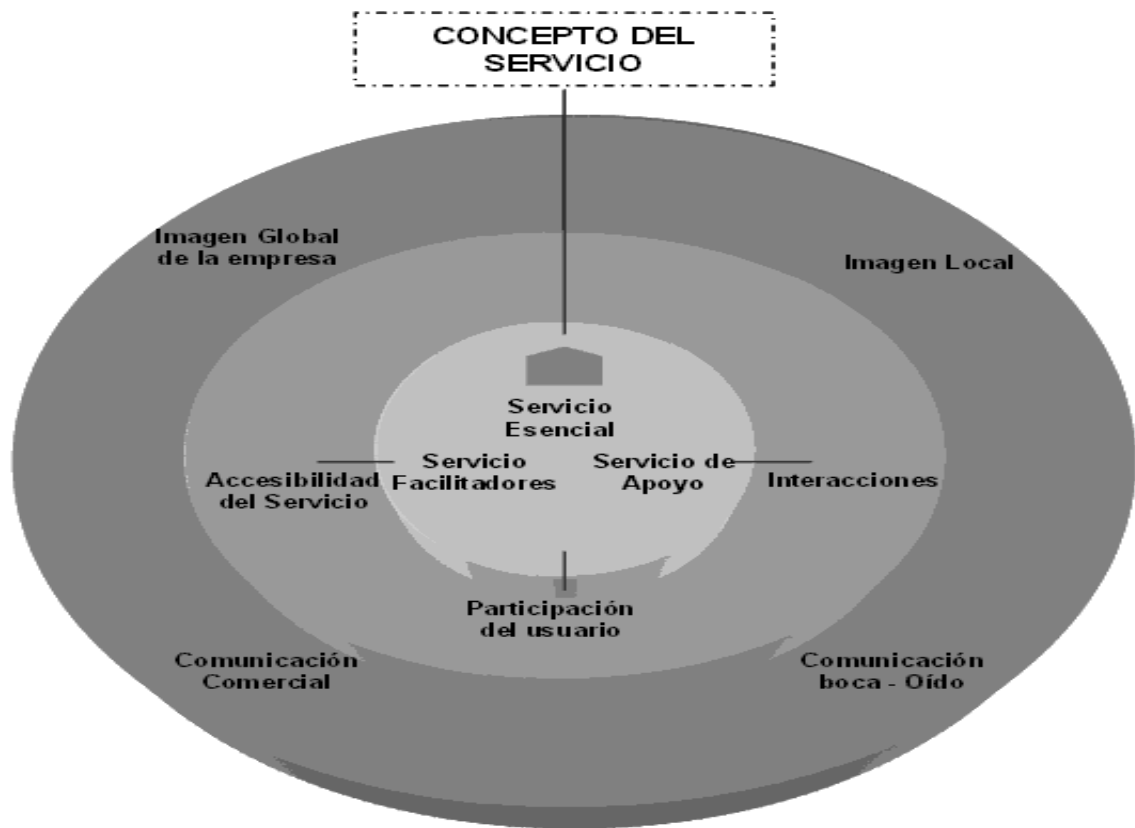 CONCEPTO DEL
SERVICIO
Imagen Global
de la empresa
Imagen Local
Servicio
Esencial
Servicio
Facilitadores
Servicio de
Apoyo
Accesibilidad
del Servicio
Interacciones
Participación
del usuario
Comunicación
Comercial
Comunicación
boca - Oído